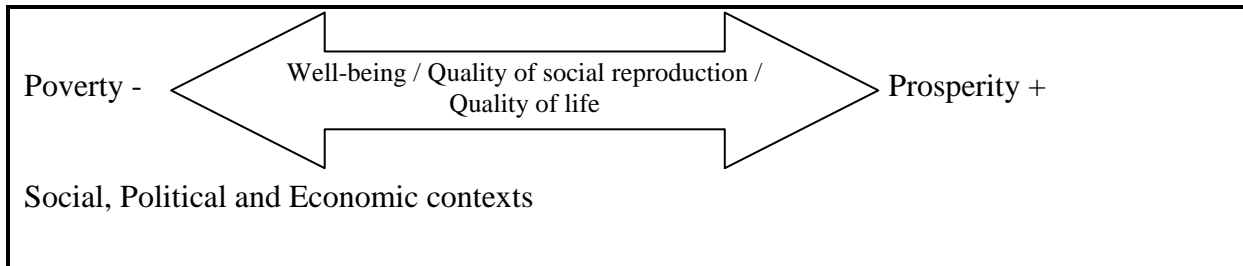 Well-being / Quality of social reproduction /
Poverty - Prosperity +
Quality of life
Social, Political and Economic contexts